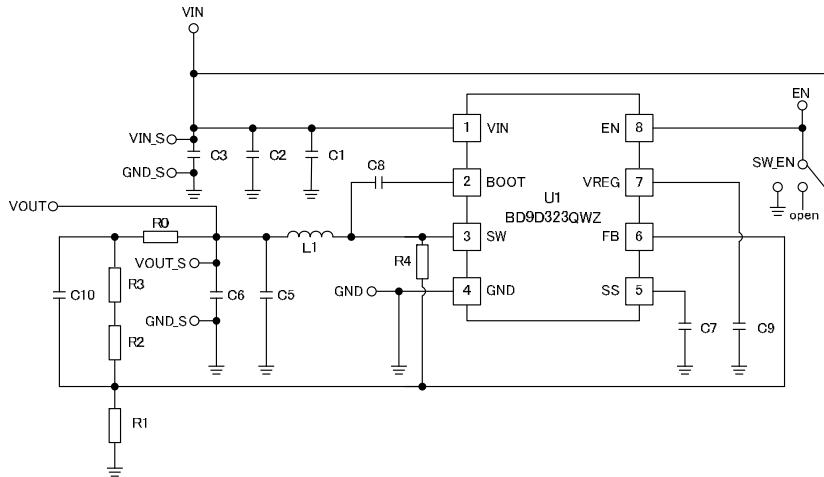 VIN
EN
VIN_S
C3
C2
C1
1
VIN
EN
8
GND_S
C8
SW_EN
2
BOOT
VREG
7
U1
BD9D323QWZ
open
VOUT
R0
L1
3
SW
FB
6
R4
VOUT_S
R3
C10
C6
C5
GND
4
GND
SS
5
GND_S
R2
C7
C9
R1